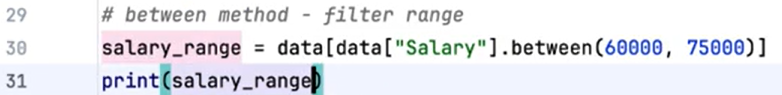 29 # between method - filter range
30 salary_range = data[data["Salary"].between(60000, 75000)]
31 print(salary_range)